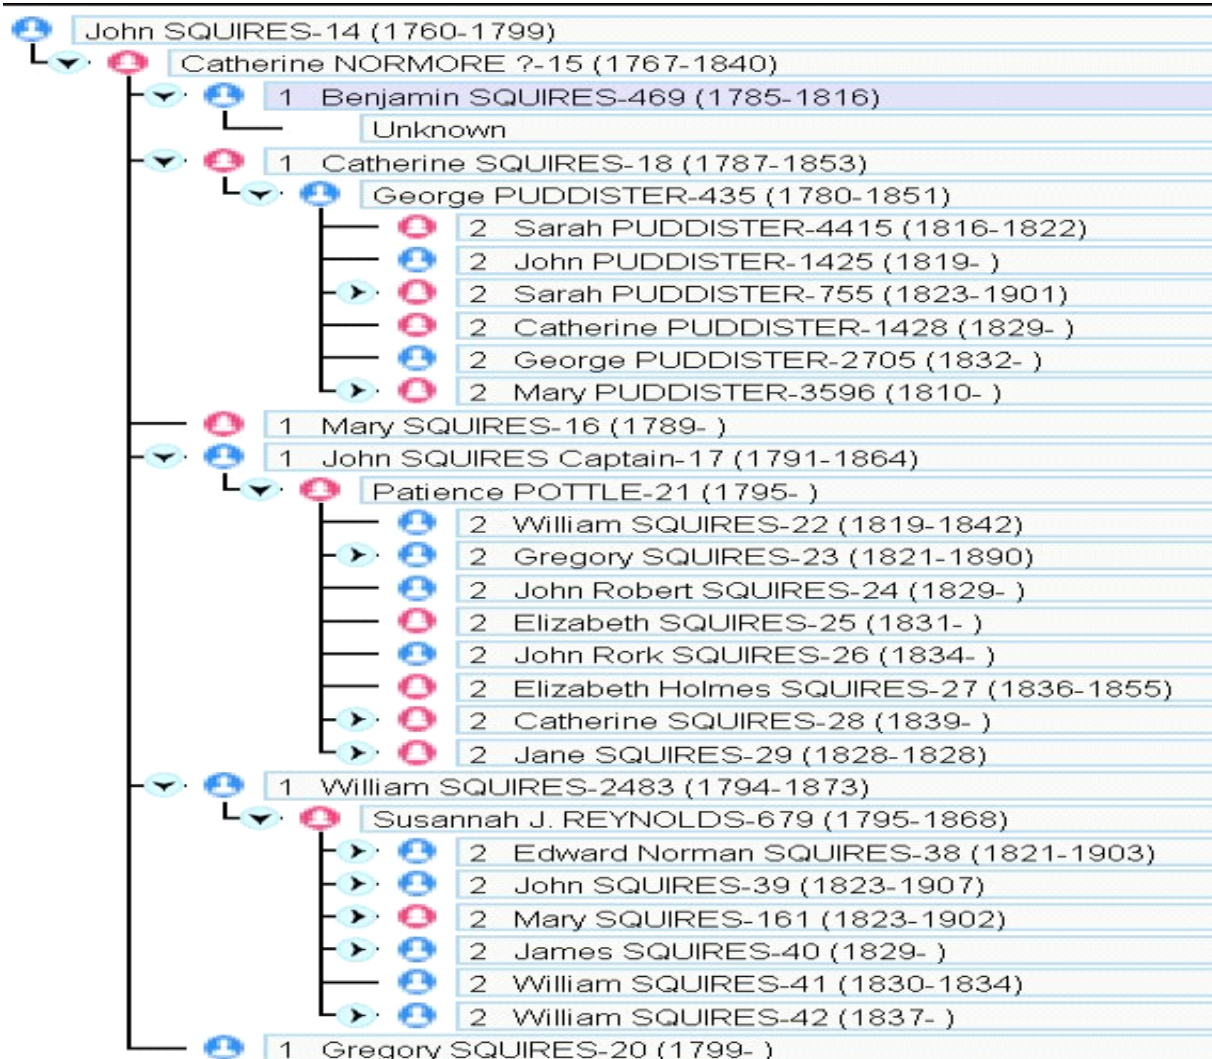 John SQUIRES-14 (1760-1799)
Catherine NORMORE ?-15 (1767-1840)
1 Benjamin SQUIRES-469 (1785-1816)
Unknown
1 Catherine SQUIRES-18 (1787-1853)
George PUDDISTER-435 (1780-1851)
2 Sarah PUDDISTER-4415 (1816-1822)
2 John PUDDISTER-1425 (1819- )
2 Sarah PUDDISTER-755 (1823-1901)
2 Catherine PUDDISTER-1428 (1829- )
2 George PUDDISTER-2705 (1832- )
2 Mary PUDDISTER-3596 (1810- )
1 Mary SQUIRES-16 (1789- )
1 John SQUIRES Captain-17 (1791-1864)
Patience POTTLE-21 (1795- )
2 William SQUIRES-22 (1819-1842)
2 Gregory SQUIRES-23 (1821-1890)
2 John Robert SQUIRES-24 (1829- )
2 Elizabeth SQUIRES-25 (1831- )
2 John Rork SQUIRES-26 (1834- )
2 Elizabeth Holmes SQUIRES-27 (1836-1855)
2 Catherine SQUIRES-28 (1839- )
2 Jane SQUIRES-29 (1828-1828)
1 William SQUIRES-2483 (1794-1873)
Susannah J. REYNOLDS-679 (1795-1868)
2 Edward Norman SQUIRES-38 (1821-1903)
2 John SQUIRES-39 (1823-1907)
2 Mary SQUIRES-161 (1823-1902)
2 James SQUIRES-40 (1829- )
2 William SQUIRES-41 (1830-1834)
2 William SQUIRES-42 (1837- )
1 Gregory SQUIRES-20 (1799- )